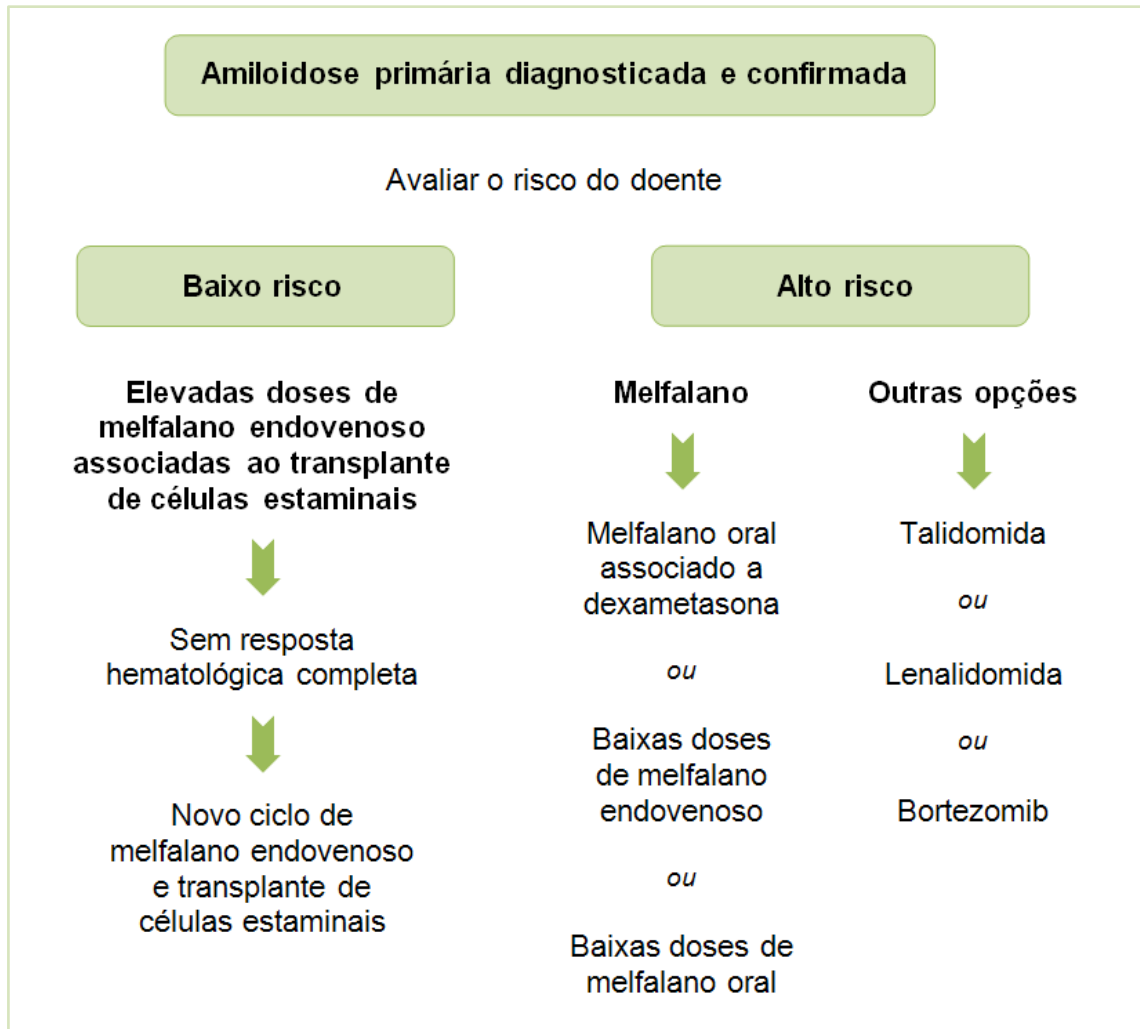 Amiloidose primária diagnosticada e confirmada
Avaliar o risco do doente
Baixo risco
Elevadas doses de
melfalano endovenoso
associadas ao transplante
de células estaminais
Sem resposta
hematológica completa
Novo ciclo de
melfalano endovenoso
e transplante de
células estaminais
Alto risco
Melfalano
Melfalano oral
associado a
dexametasona
ou
Baixas doses
de melfalano
endovenoso
ou
Baixas doses de
melfalano oral
Outras opções
Talidomida
ou
Lenalidomida
ou
Bortezomib